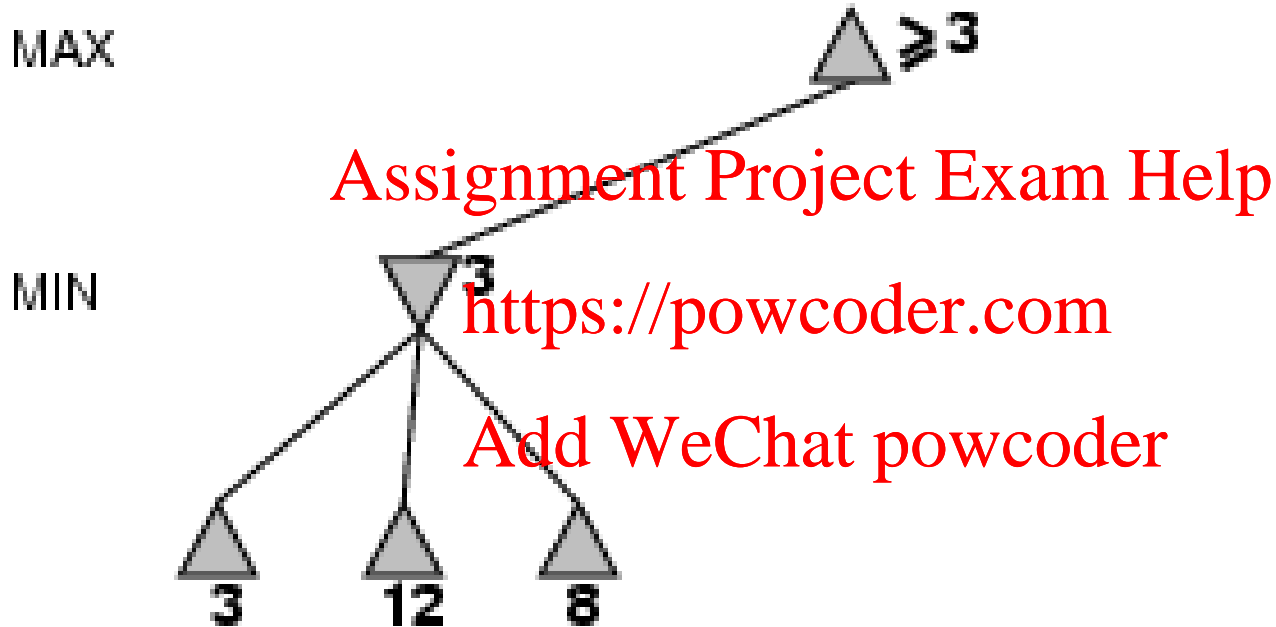 MAX
≥3
Assignment Project Exam Help
MIN
3
https://powcoder.com
Add WeChat powcoder
3 12 8